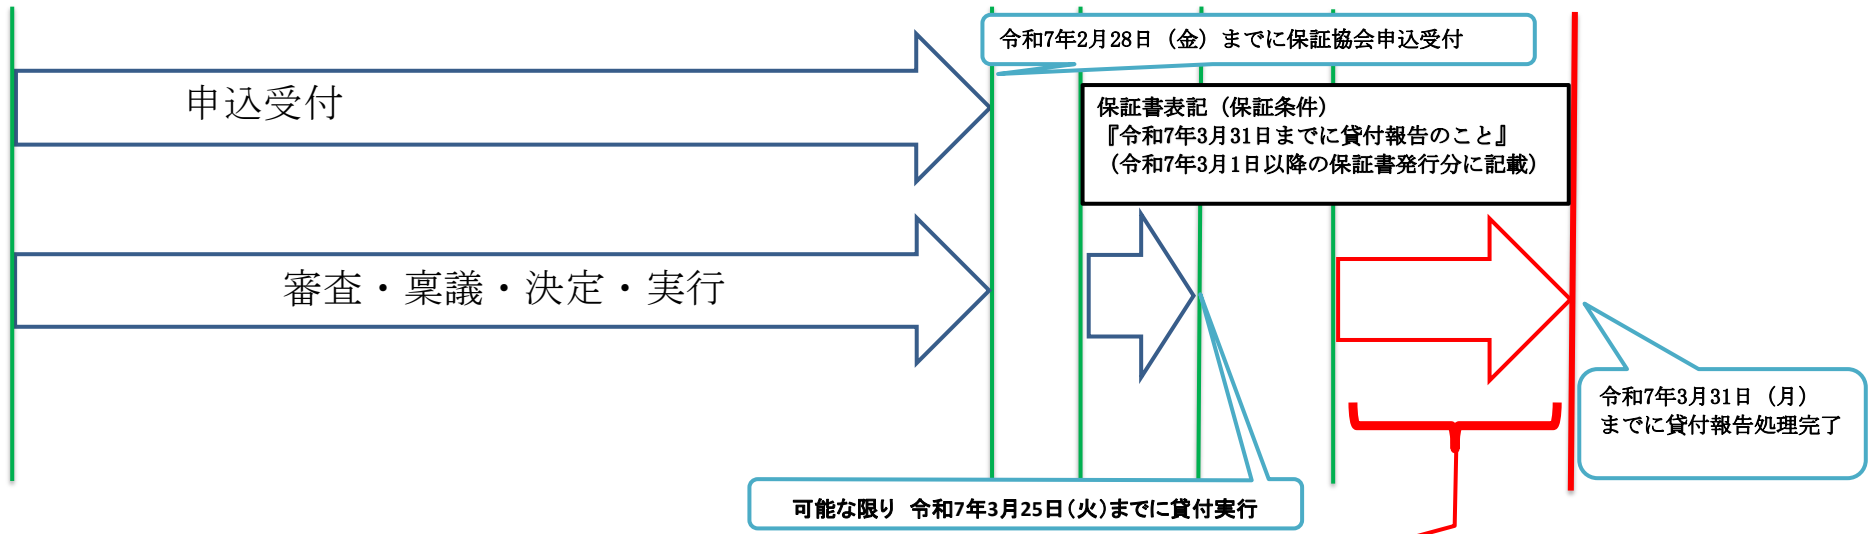 令和7年2月28日（金）までに保証協会申込受付
申込受付
保証書表記（保証条件）
『令和7年3月31日までに貸付報告のこと』
（令和7年3月1日以降の保証書発行分に記載）
審査・稟議・決定・実行
令和7年3月31日（月）
までに貸付報告処理完了
可能な限り　令和7年3月25日（火）までに貸付実行